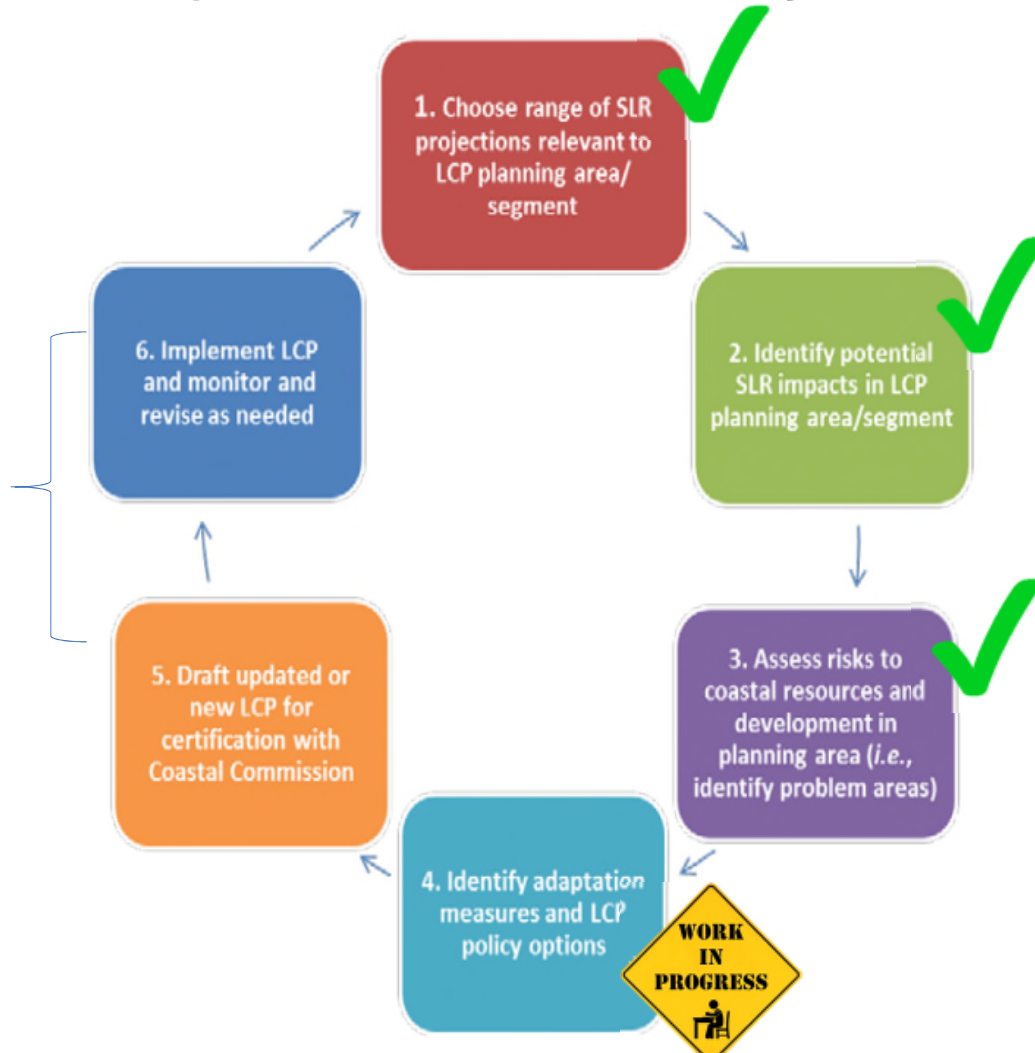 1. Choose range of SLR
projections relevant to
LCP planning area/
segment
2. Identify potential
SLR impacts in LCP
planning area/segment
3. Assess risks to
coastal resources and
development in
planning area (i.e.,
identify problem areas)
4. Identify adaptation
measures and LCP
policy options
WORK
IN
PROGRESS
5. Draft updated or
new LCP for
certification with
Coastal Commission
6. Implement LCP
and monitor and
revise as needed